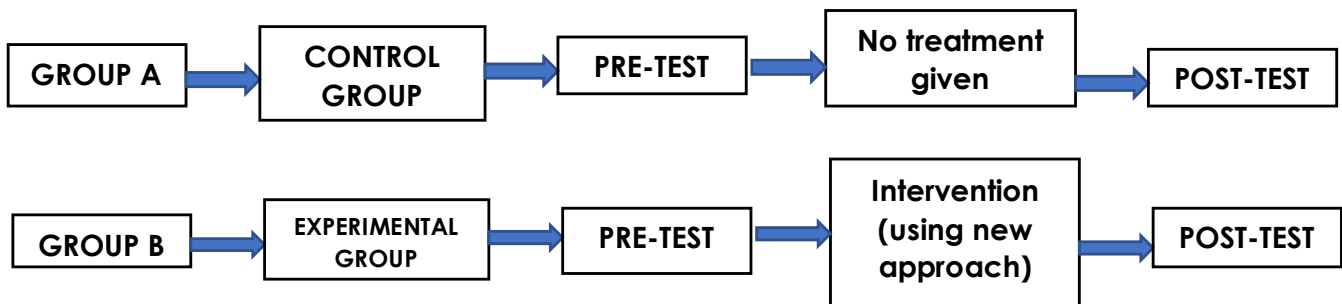 GROUP A
CONTROL
GROUP
PRE-TEST
No treatment
given
POST-TEST
GROUP B
EXPERIMENTAL
GROUP
PRE-TEST
Intervention
(using new
approach)
POST-TEST